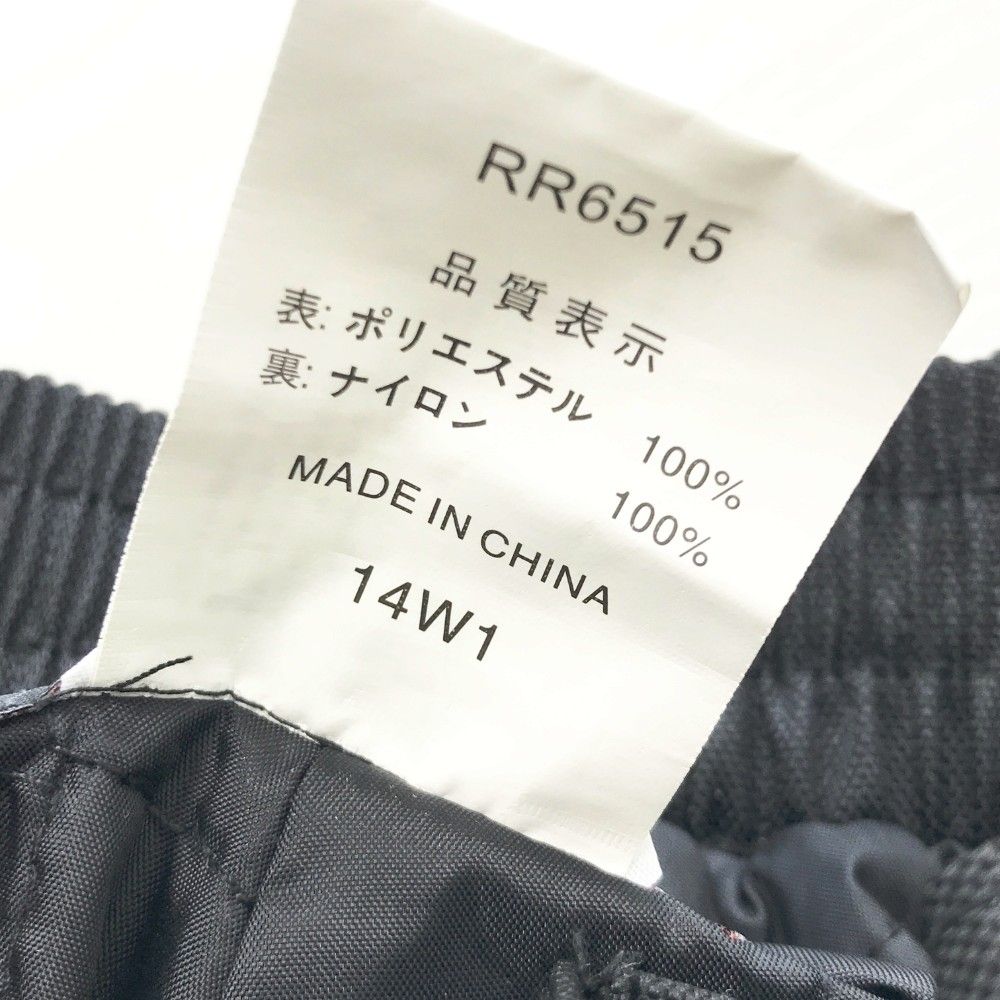 RR6515
品質表示
表: ポリエステル 100%
裏: ナイロン 100%
MADE IN CHINA
14W1